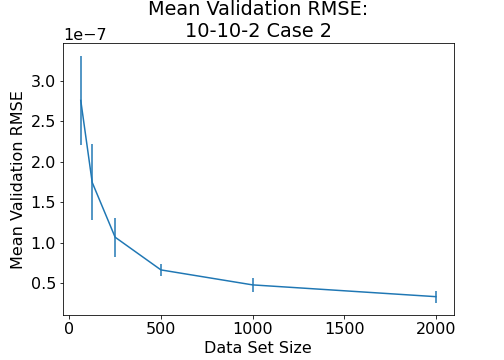 Mean Validation RMSE:
10-10-2 Case 2
1e−7
3.0
2.5
2.0
1.5
1.0
0.5
Mean Validation RMSE
0 500 1000 1500 2000
Data Set Size